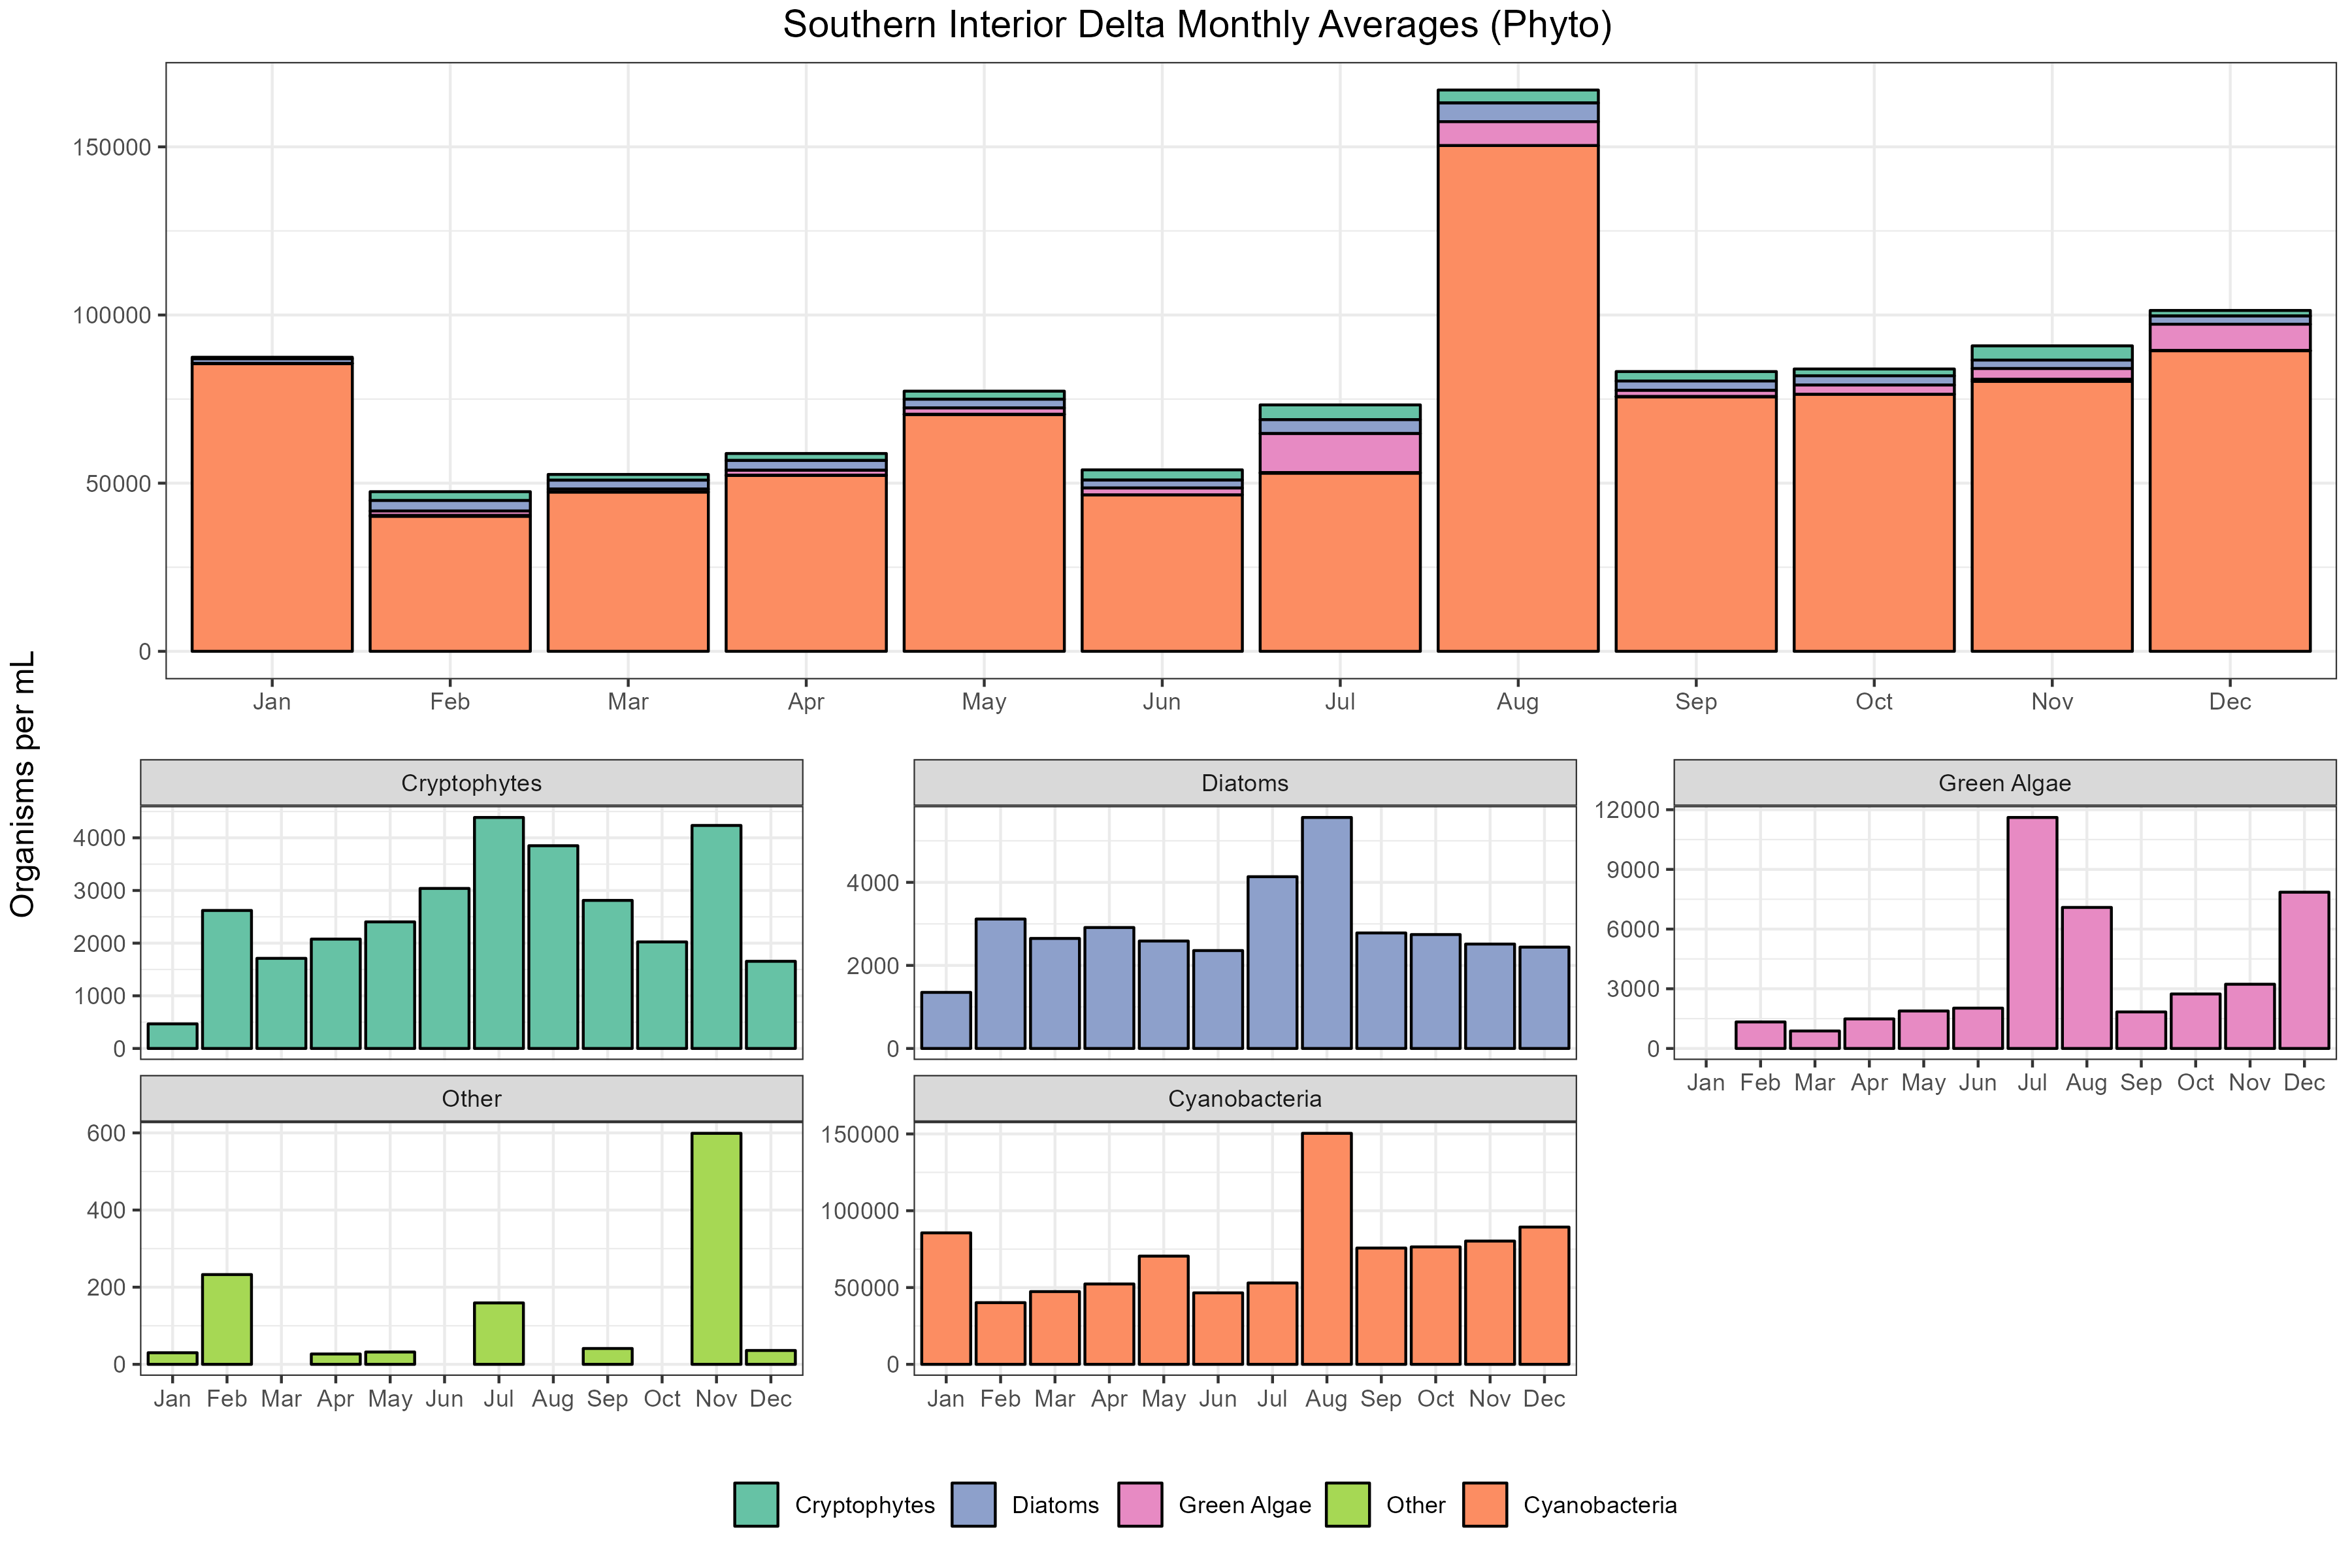 Southern Interior Delta Monthly Averages (Phyto)
Organisms per mL
150000
100000
50000
0
Jan Feb Mar Apr May Jun Jul Aug Sep Oct Nov Dec
Cryptophytes
4000
3000
2000
1000
0
Diatoms
4000
2000
0
Green Algae
12000
9000
6000
3000
0
Jan Feb Mar Apr May Jun Jul Aug Sep Oct Nov Dec
Other
600
400
200
0
Jan Feb Mar Apr May Jun Jul Aug Sep Oct Nov Dec
Cyanobacteria
150000
100000
50000
0
Jan Feb Mar Apr May Jun Jul Aug Sep Oct Nov Dec
Cryptophytes Diatoms Green Algae Other Cyanobacteria